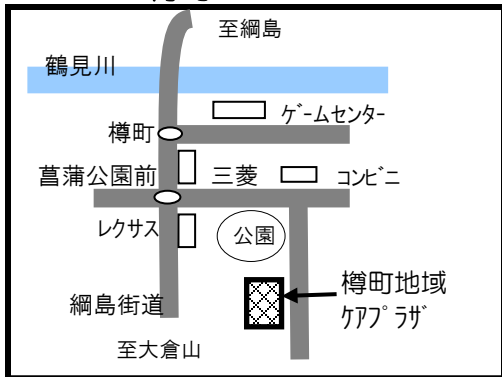 至綱島
鶴見川
ｹﾞｰﾑｾﾝﾀｰ
樽町
菖蒲公園前
三菱
ｺﾝﾋﾞﾆ
ﾚｸｻｽ
公園
樽町地域
ｹｱﾌﾟﾗｻﾞ
綱島街道
至大倉山